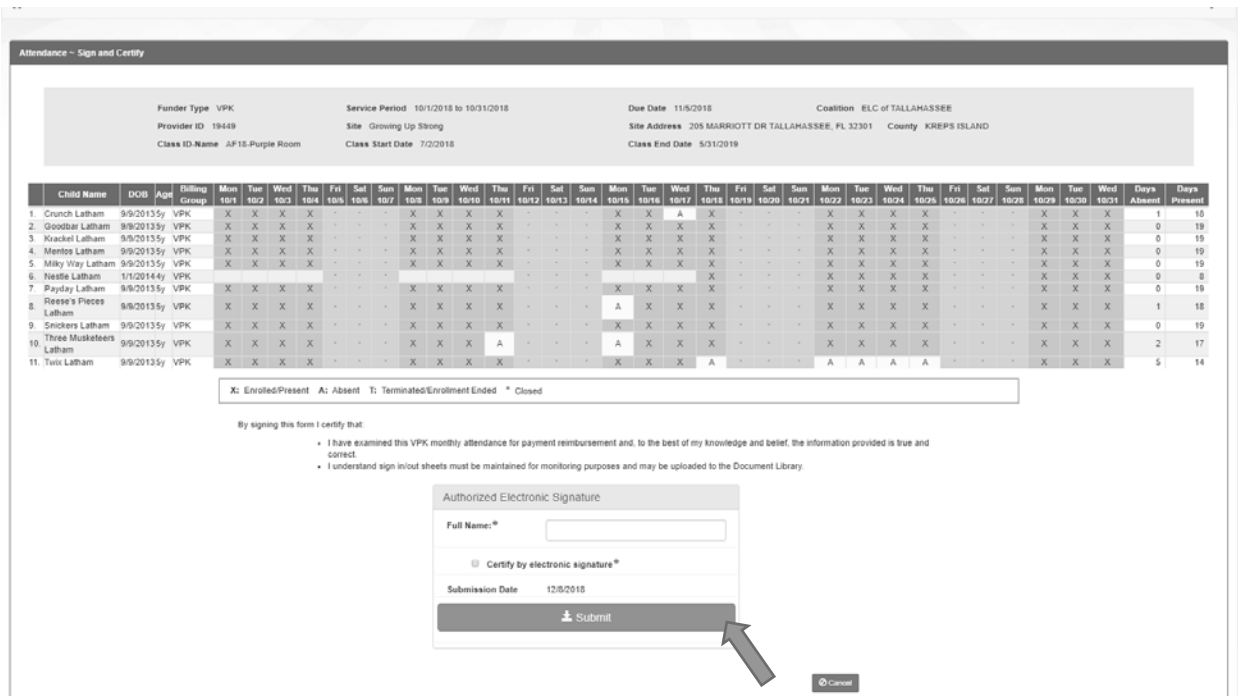 Attendance ~ Sign and Certify
Funder Type VPK Service Period 10/1/2018 to 10/31/2018 Due Date 11/5/2018 Coalition ELC of TALLAHASSEE
Provider ID 19449 Site Growing Up Strong Site Address 205 MARRIOTT DR TALLAHASSEE, FL 32301 County KREPS ISLAND
Class ID-Name AF18-Purple Room Class Start Date 7/2/2018 Class End Date 5/31/2019
Child Name DOB Age Billing Group Mon 10/1 Tue 10/2 Wed 10/3 Thu 10/4 Fri 10/5 Sat 10/6 Sun 10/7 Mon 10/8 Tue 10/9 Wed 10/10 Thu 10/11 Fri 10/12 Sat 10/13 Sun 10/14 Mon 10/15 Tue 10/16 Wed 10/17 Thu 10/18 Fri 10/19 Sat 10/20 Sun 10/21 Mon 10/22 Tue 10/23 Wed 10/24 Thu 10/25 Fri 10/26 Sat 10/27 Sun 10/28 Mon 10/29 Tue 10/30 Wed 10/31 Days Absent Days Present
1. Crunch Latham 9/9/2013 5y VPK X X X X * * * X X X X * * * X X A X * * * X X X X * * * X X X 1 18
2. Goodbar Latham 9/9/2013 5y VPK X X X X * * * X X X X * * * X X X X * * * X X X X * * * X X X 0 19
3. Krackel Latham 9/9/2013 5y VPK X X X X * * * X X X X * * * X X X X * * * X X X X * * * X X X 0 19
4. Mentos Latham 9/9/2013 5y VPK X X X X * * * X X X X * * * X X X X * * * X X X X * * * X X X 0 19
5. Milky Way Latham 9/9/2013 5y VPK X X X X * * * X X X X * * * X X X X * * * X X X X * * * X X X 0 19
6. Nestle Latham 1/1/2014 4y VPK * * * * * * X * * * X X X X * * * X X X 0 8
7. Payday Latham 9/9/2013 5y VPK X X X X * * * X X X X * * * X X X X * * * X X X X * * * X X X 0 19
8. Reese's Pieces Latham 9/9/2013 5y VPK X X X X * * * X X X X * * * A X X X * * * X X X X * * * X X X 1 18
9. Snickers Latham 9/9/2013 5y VPK X X X X * * * X X X X * * * X X X X * * * X X X X * * * X X X 0 19
10. Three Musketeers Latham 9/9/2013 5y VPK X X X X * * * X X X A * * * A X X X * * * X X X X * * * X X X 2 17
11. Twix Latham 9/9/2013 5y VPK X X X X * * * X X X X * * * X X X A * * * A A A A * * * X X X 5 14
X: Enrolled/Present A: Absent T: Terminated/Enrollment Ended * Closed
By signing this form I certify that:
• I have examined this VPK monthly attendance for payment reimbursement and, to the best of my knowledge and belief, the information provided is true and
correct.
• I understand sign in/out sheets must be maintained for monitoring purposes and may be uploaded to the Document Library.
Authorized Electronic Signature
Full Name:*
Certify by electronic signature*
Submission Date 12/6/2018
Submit
Cancel